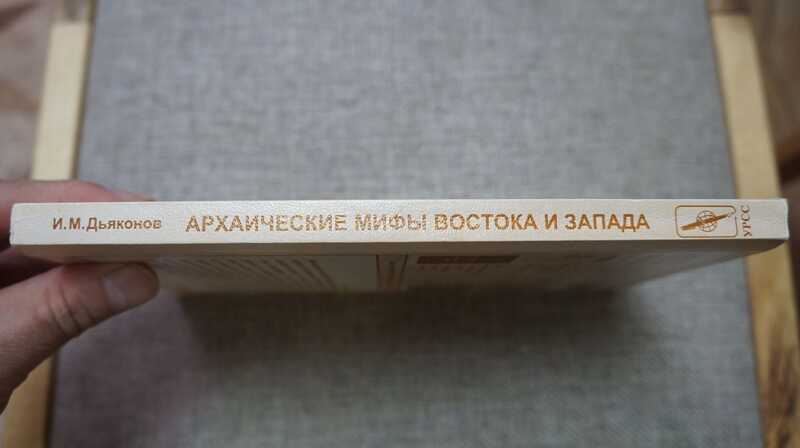 И.М.Дьяконов АРХАИЧЕСКИЕ МИФЫ ВОСТОКА И ЗАПАДА
УРСС